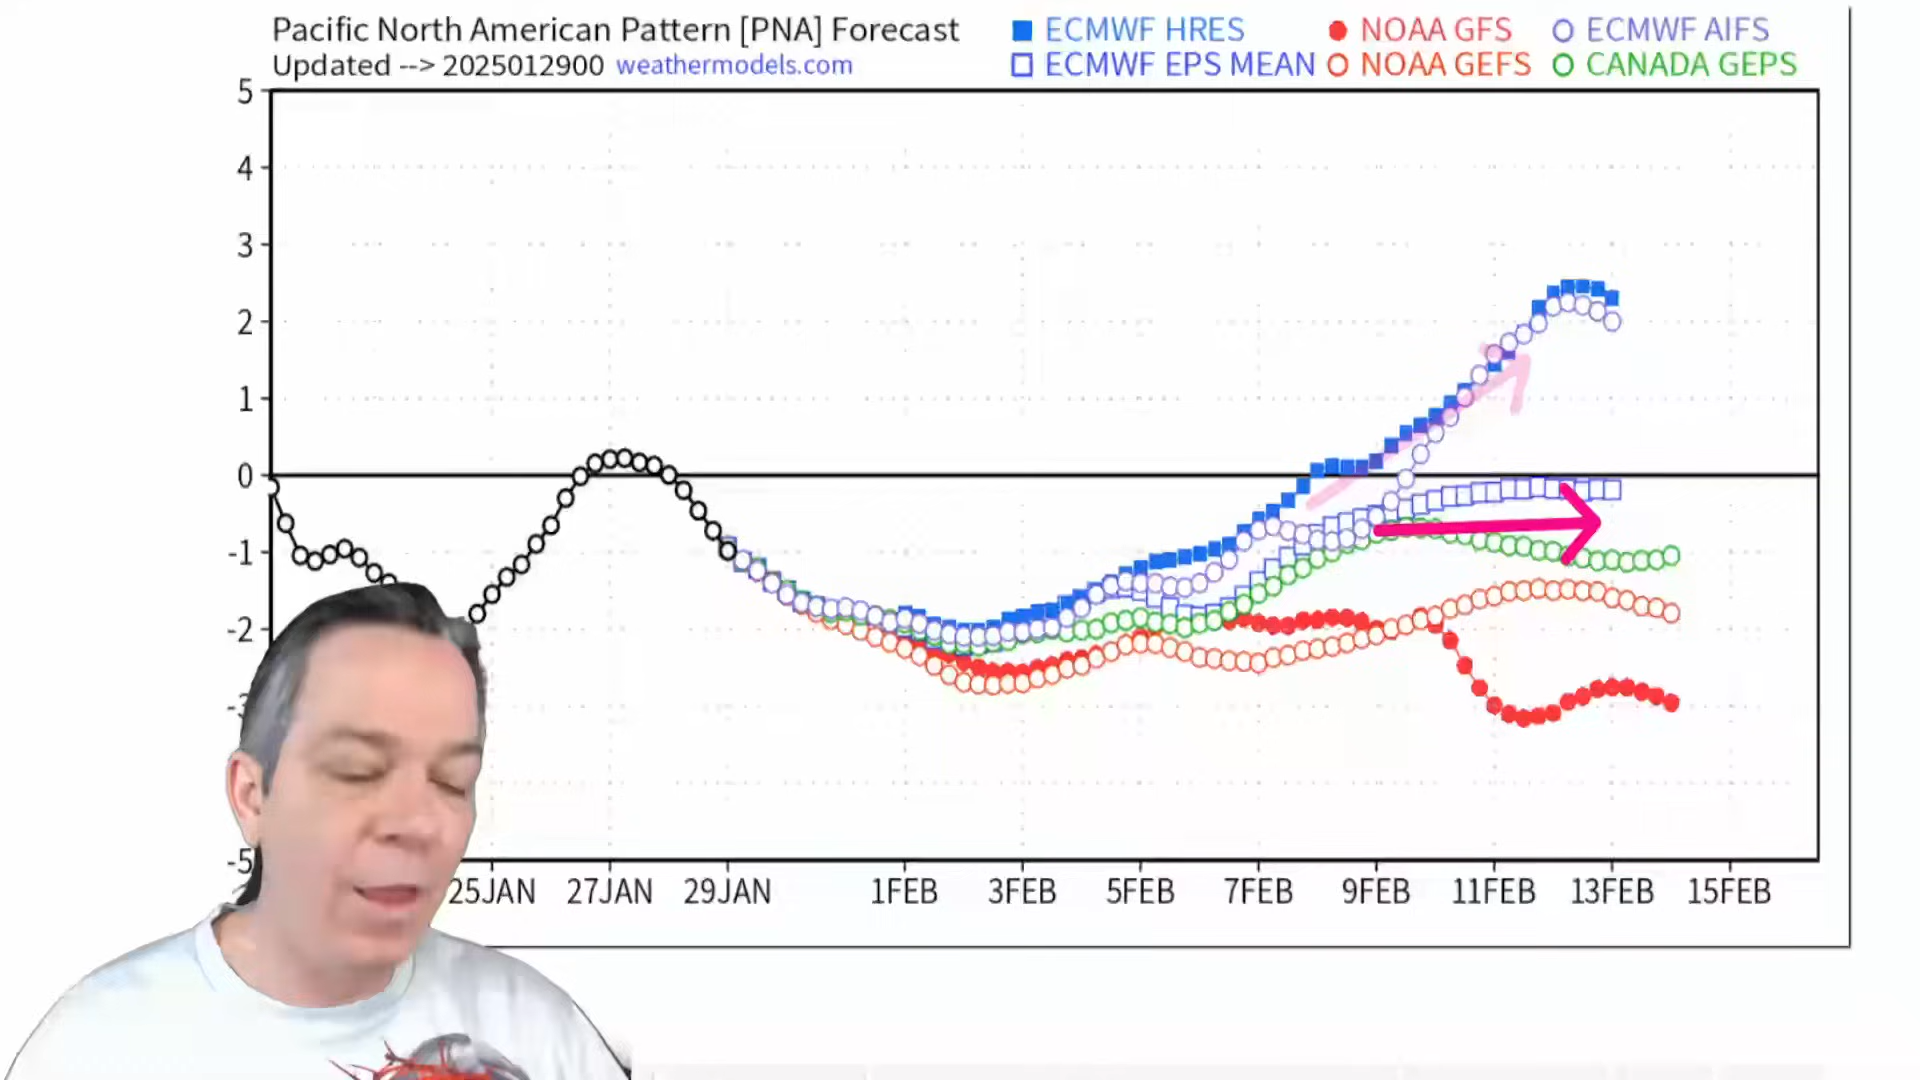 Pacific North American Pattern [PNA] Forecast
Updated --> 2025012900 weathermodels.com
ECMWF HRES NOAA GFS ECMWF AIFS
ECMWF EPS MEAN NOAA GEFS CANADA GEPS
5
4
3
2
1
0
-1
-2
-5
25JAN 27JAN 29JAN 1FEB 3FEB 5FEB 7FEB 9FEB 11FEB 13FEB 15FEB